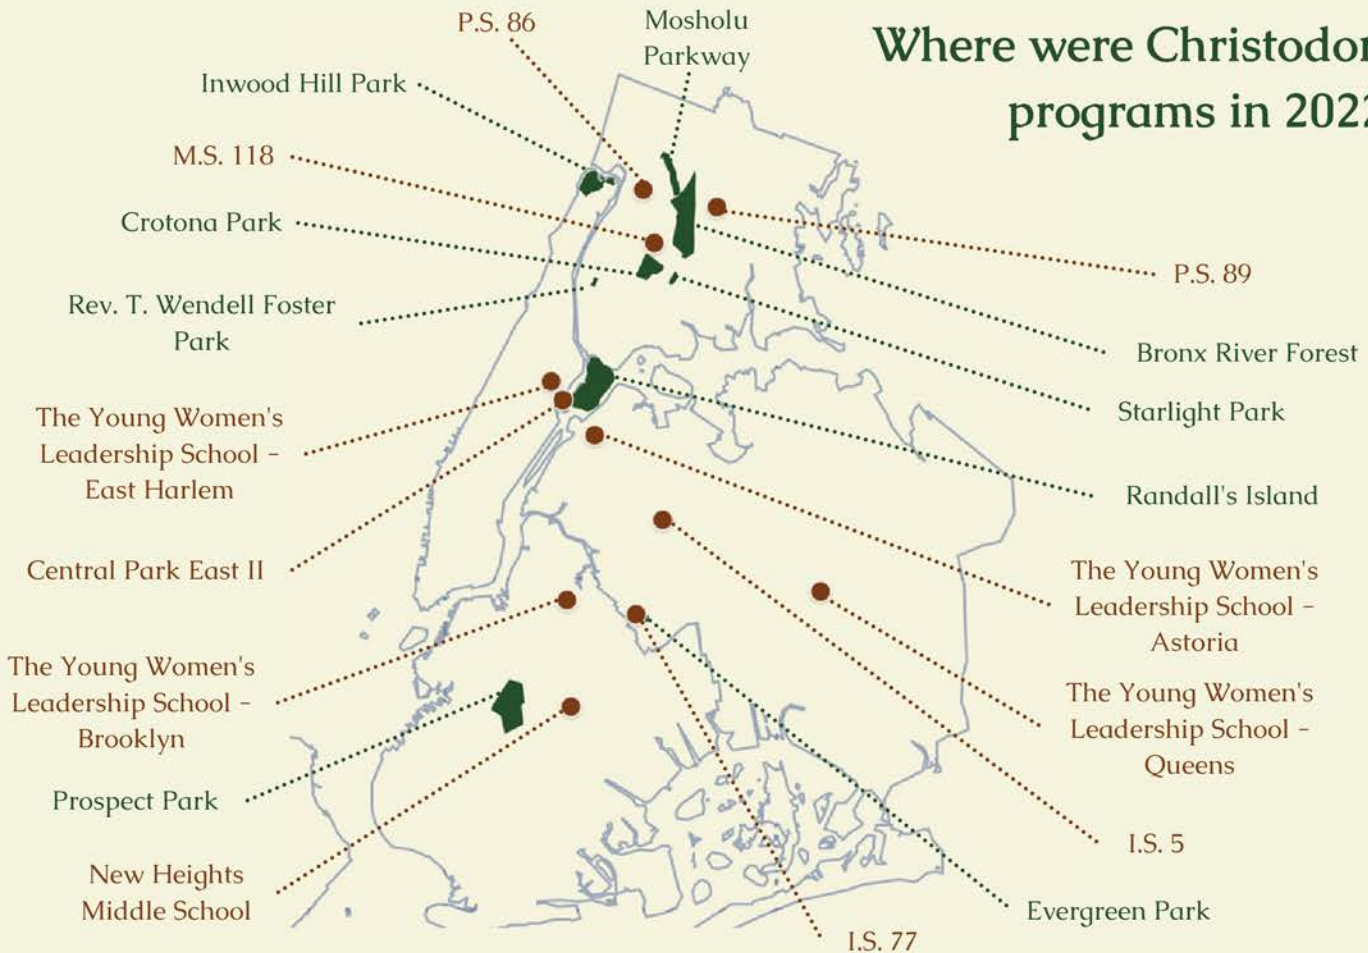 Where were Christodor
programs in 202
P.S. 86
Mosholu
Parkway
Inwood Hill Park
M.S. 118
Crotona Park
Rev. T. Wendell Foster
Park
The Young Women's
Leadership School -
East Harlem
Central Park East II
The Young Women's
Leadership School -
Brooklyn
Prospect Park
New Heights
Middle School
P.S. 89
Bronx River Forest
Starlight Park
Randall's Island
The Young Women's
Leadership School -
Astoria
The Young Women's
Leadership School -
Queens
I.S. 5
Evergreen Park
I.S. 77